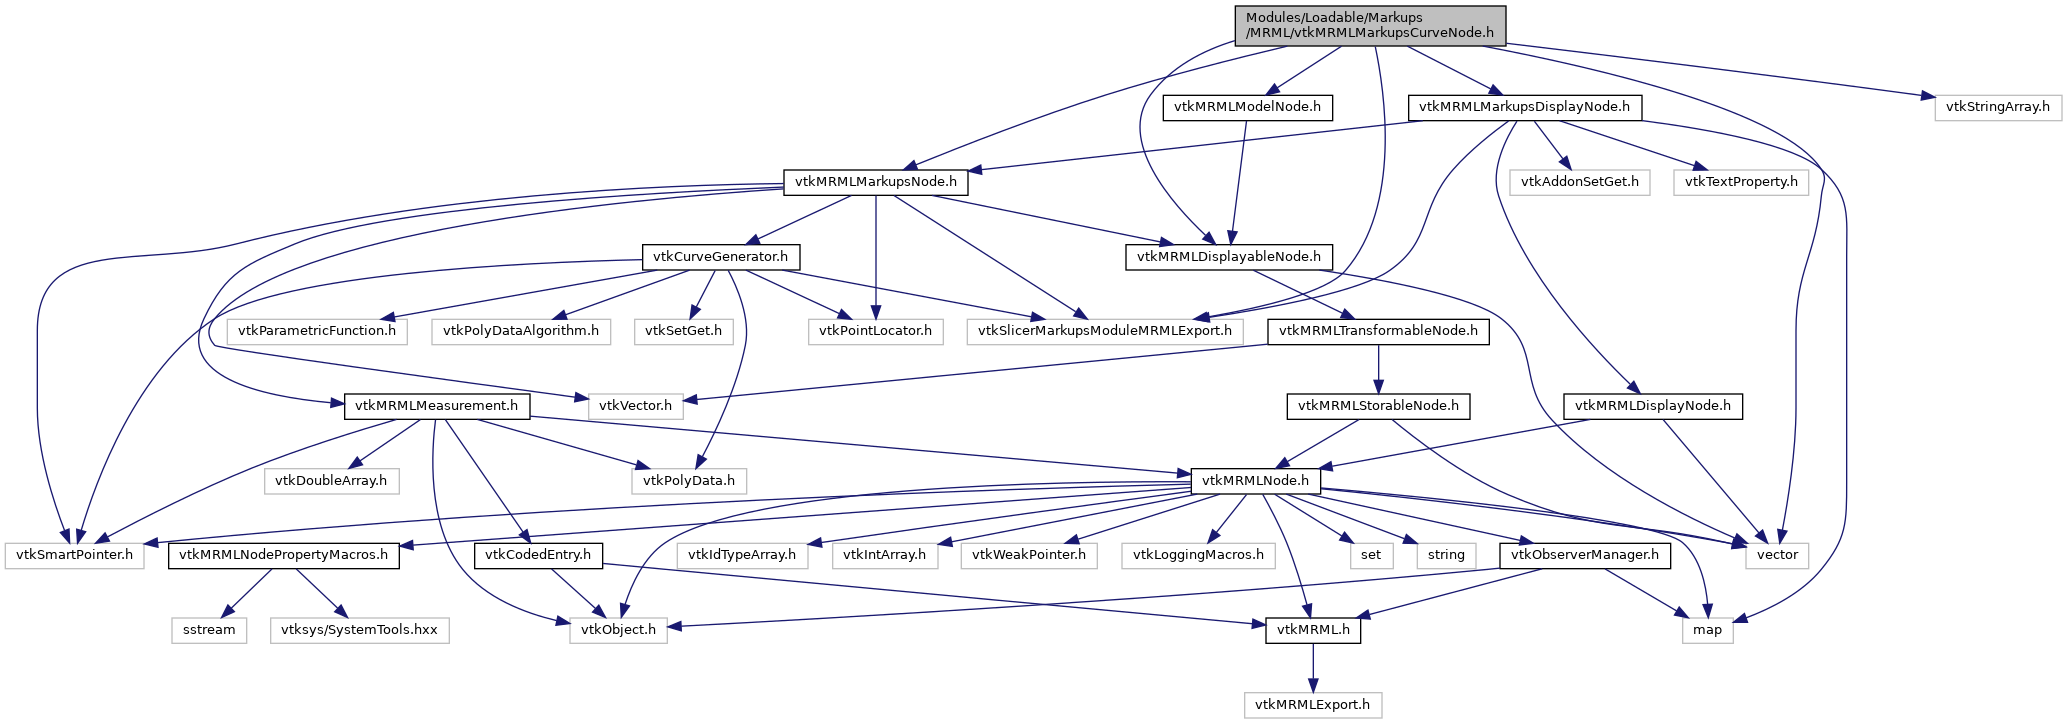 Modules/Loadable/Markups
/MRML/vtkMRMLMarkupsCurveNode.h
vtkMRMLModelNode.h
vtkMRMLMarkupsDisplayNode.h
vtkStringArray.h
vtkMRMLMarkupsNode.h
vtkAddonSetGet.h
vtkTextProperty.h
vtkCurveGenerator.h
vtkMRMLDisplayableNode.h
vtkParametricFunction.h
vtkPolyDataAlgorithm.h
vtkSetGet.h
vtkPointLocator.h
vtkSlicerMarkupsModuleMRMLExport.h
vtkMRMLTransformableNode.h
vtkMRMLMeasurement.h
vtkVector.h
vtkMRMLStorableNode.h
vtkMRMLDisplayNode.h
vtkDoubleArray.h
vtkPolyData.h
vtkMRMLNode.h
vtkSmartPointer.h
vtkMRMLNodePropertyMacros.h
vtkCodedEntry.h
vtkIdTypeArray.h
vtkIntArray.h
vtkWeakPointer.h
vtkLoggingMacros.h
set
string
vtkObserverManager.h
vector
sstream
vtksys/SystemTools.hxx
vtkObject.h
vtkMRML.h
map
vtkMRMLExport.h